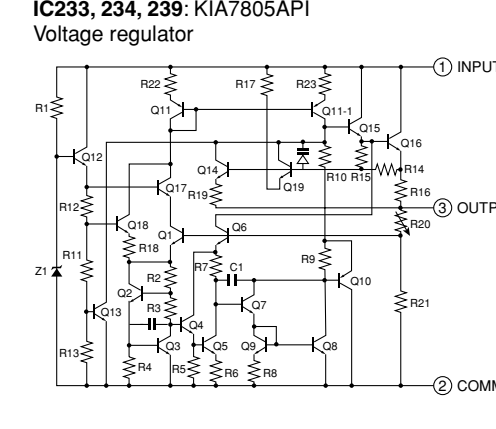 IC233, 234, 239: KIA7805API
Voltage regulator
1 INPUT
R22 R17 R23
R1
Q11 Q11-1
Q15 Q16
Q12
Q14 Q19 R10 R15 R14
Q17
R19 R16
R12
3 OUTP
Q18 R20
Q1 Q6
R18
R11 R9
Z1 R2 R7 C1 Q10
Q2
R3 Q7 R21
Q13 Q4
R13 Q3 Q5 Q9 Q8
R4 R5 R6 R8
2 COMM